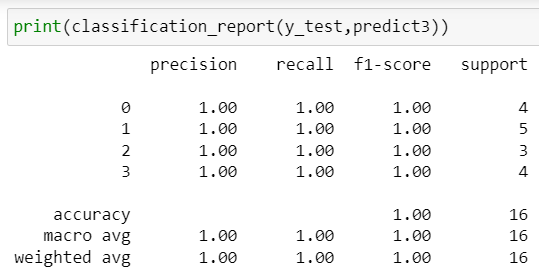 print(classification_report(y_test,predict3))
precision recall f1-score support
0 1.00 1.00 1.00 4
1 1.00 1.00 1.00 5
2 1.00 1.00 1.00 3
3 1.00 1.00 1.00 4
accuracy 1.00 16
macro avg 1.00 1.00 1.00 16
weighted avg 1.00 1.00 1.00 16